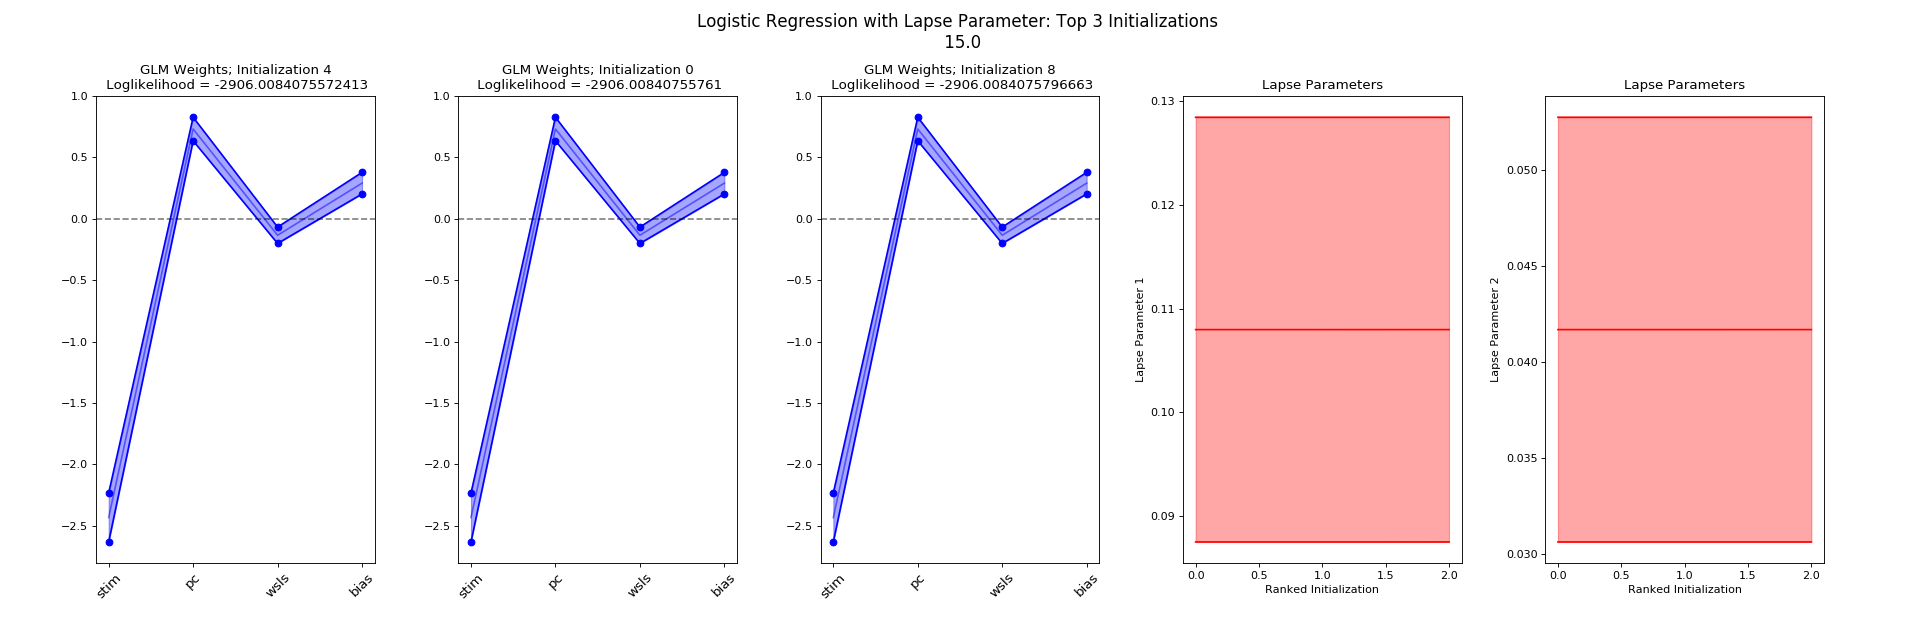 Logistic Regression with Lapse Parameter: Top 3 Initializations
15.0
GLM Weights; Initialization 4
Loglikelihood = -2906.0084075572413
1.0
0.5
0.0
−0.5
−1.0
−1.5
−2.0
−2.5
stim
pc
wsls
bias
GLM Weights; Initialization 0
Loglikelihood = -2906.00840755761
1.0
0.5
0.0
−0.5
−1.0
−1.5
−2.0
−2.5
stim
pc
wsls
bias
GLM Weights; Initialization 8
Loglikelihood = -2906.0084075796663
1.0
0.5
0.0
−0.5
−1.0
−1.5
−2.0
−2.5
stim
pc
wsls
bias
Lapse Parameters
Lapse Parameter 1
0.13
0.12
0.11
0.10
0.09
0.0 0.5 1.0 1.5 2.0
Ranked Initialization
Lapse Parameters
Lapse Parameter 2
0.050
0.045
0.040
0.035
0.030
0.0 0.5 1.0 1.5 2.0
Ranked Initialization